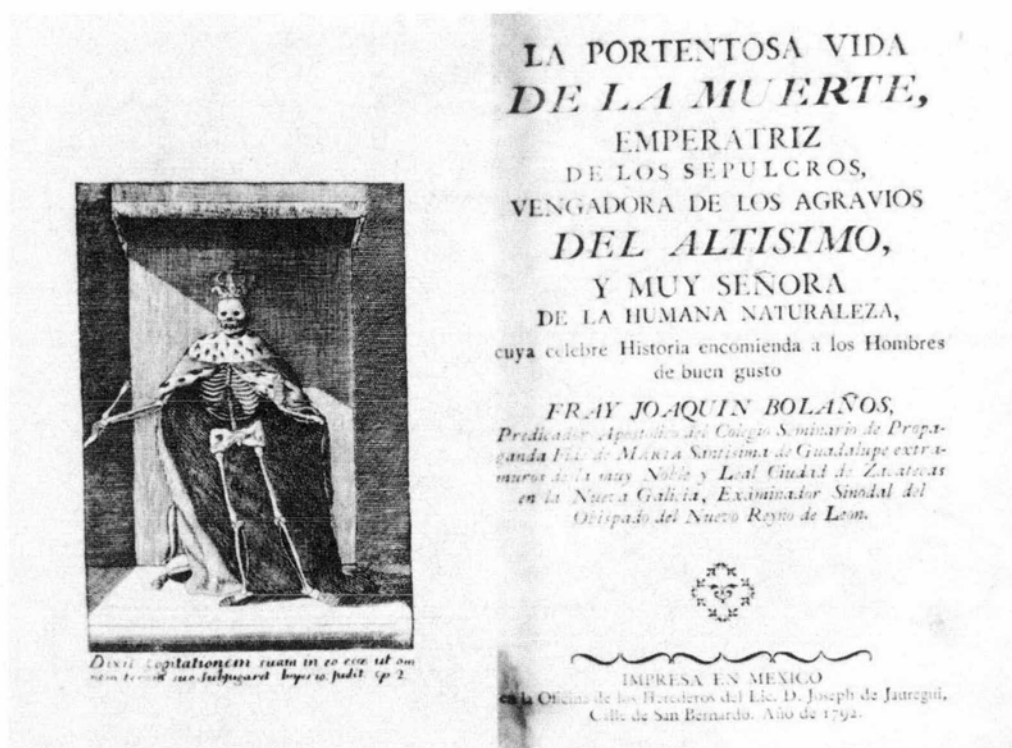 Dixit Cogitationem suam in eo esse ut om
nem terram suo subjugaret Imperio. Judit. cp 2.
LA PORTENTOSA VIDA
DE LA MUERTE,
EMPERATRIZ
DE LOS SEPULCROS,
VENGADORA DE LOS AGRAVIOS
DEL ALTISIMO,
Y MUY SEÑORA
DE LA HUMANA NATURALEZA,
cuya celebre Historia encomienda a los Hombres
de buen gusto
FRAY JOAQUIN BOLAÑOS,
Predicador Apostolico del Colegio Seminario de Propa-
ganda Fide de MARIA Santisima de Guadalupe extra-
muros de la muy Noble y Leal Ciudad de Zacatecas
en la Nueva Galicia, Examinador Sinodal del
Obispado del Nuevo Reyno de Leon.
IMPRESA EN MEXICO
en la Oficina de los Herederos del Lic. D. Joseph de Jauregui,
Calle de San Bernardo. Año de 1792.